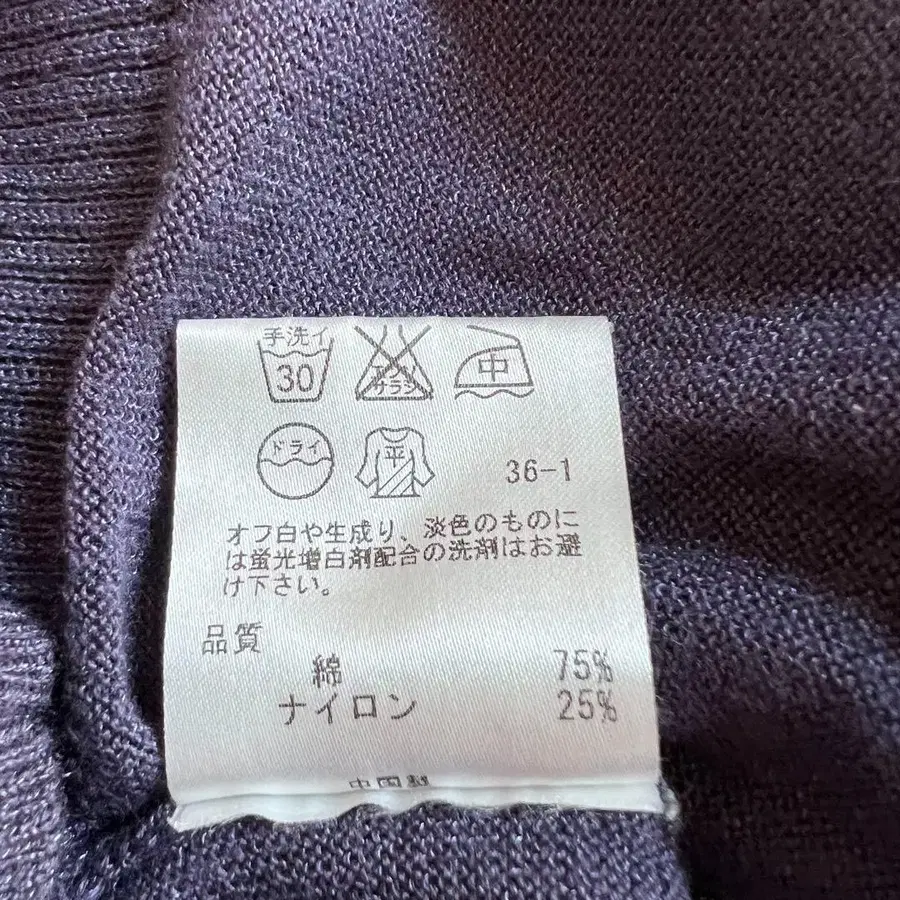 手洗イ
30
エンソ
サラシ
中
ドライ
平
36-1
オフ白や生成り、淡色のものに
は蛍光増白剤配合の洗剤はお避
け下さい。
品質
綿 75%
ナイロン 25%
中国製